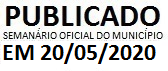 PUBLICADO
SEMANÁRIO OFICIAL DO MUNICÍPIO
EM 20/05/2020